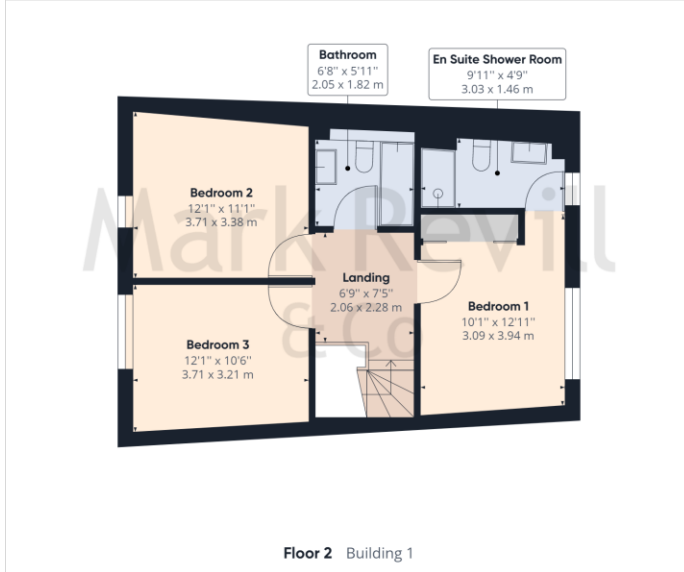 Bathroom
6'8" x 5'11"
2.05 x 1.82 m
En Suite Shower Room
9'11" x 4'9"
3.03 x 1.46 m
Bedroom 2
12'1" x 11'1"
3.71 x 3.38 m
Mark Revill
& Co
Landing
6'9" x 7'5"
2.06 x 2.28 m
Bedroom 1
10'1" x 12'11"
3.09 x 3.94 m
Bedroom 3
12'1" x 10'6"
3.71 x 3.21 m
Floor 2 Building 1